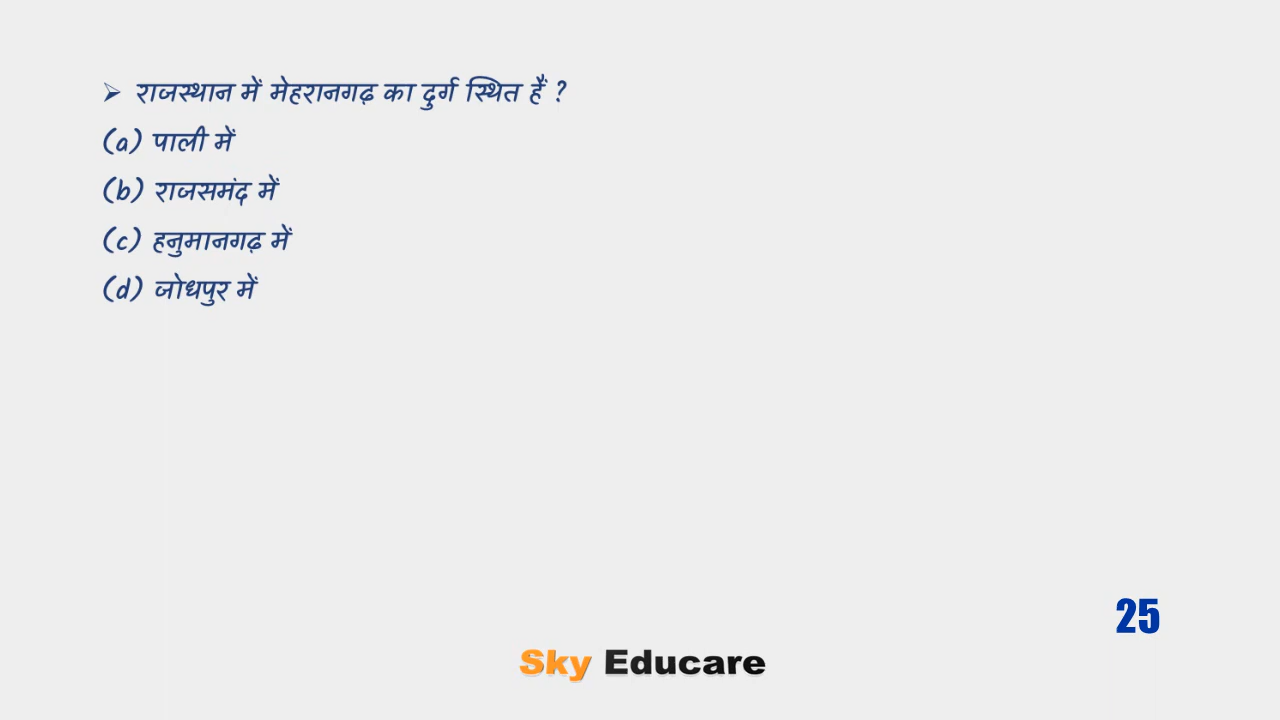 ➢ राजस्थान में मेहरानगढ़ का दुर्ग स्थित हैं ?
(a) पाली में
(b) राजसमंद में
(c) हनुमानगढ़ में
(d) जोधपुर में
25
Sky Educare